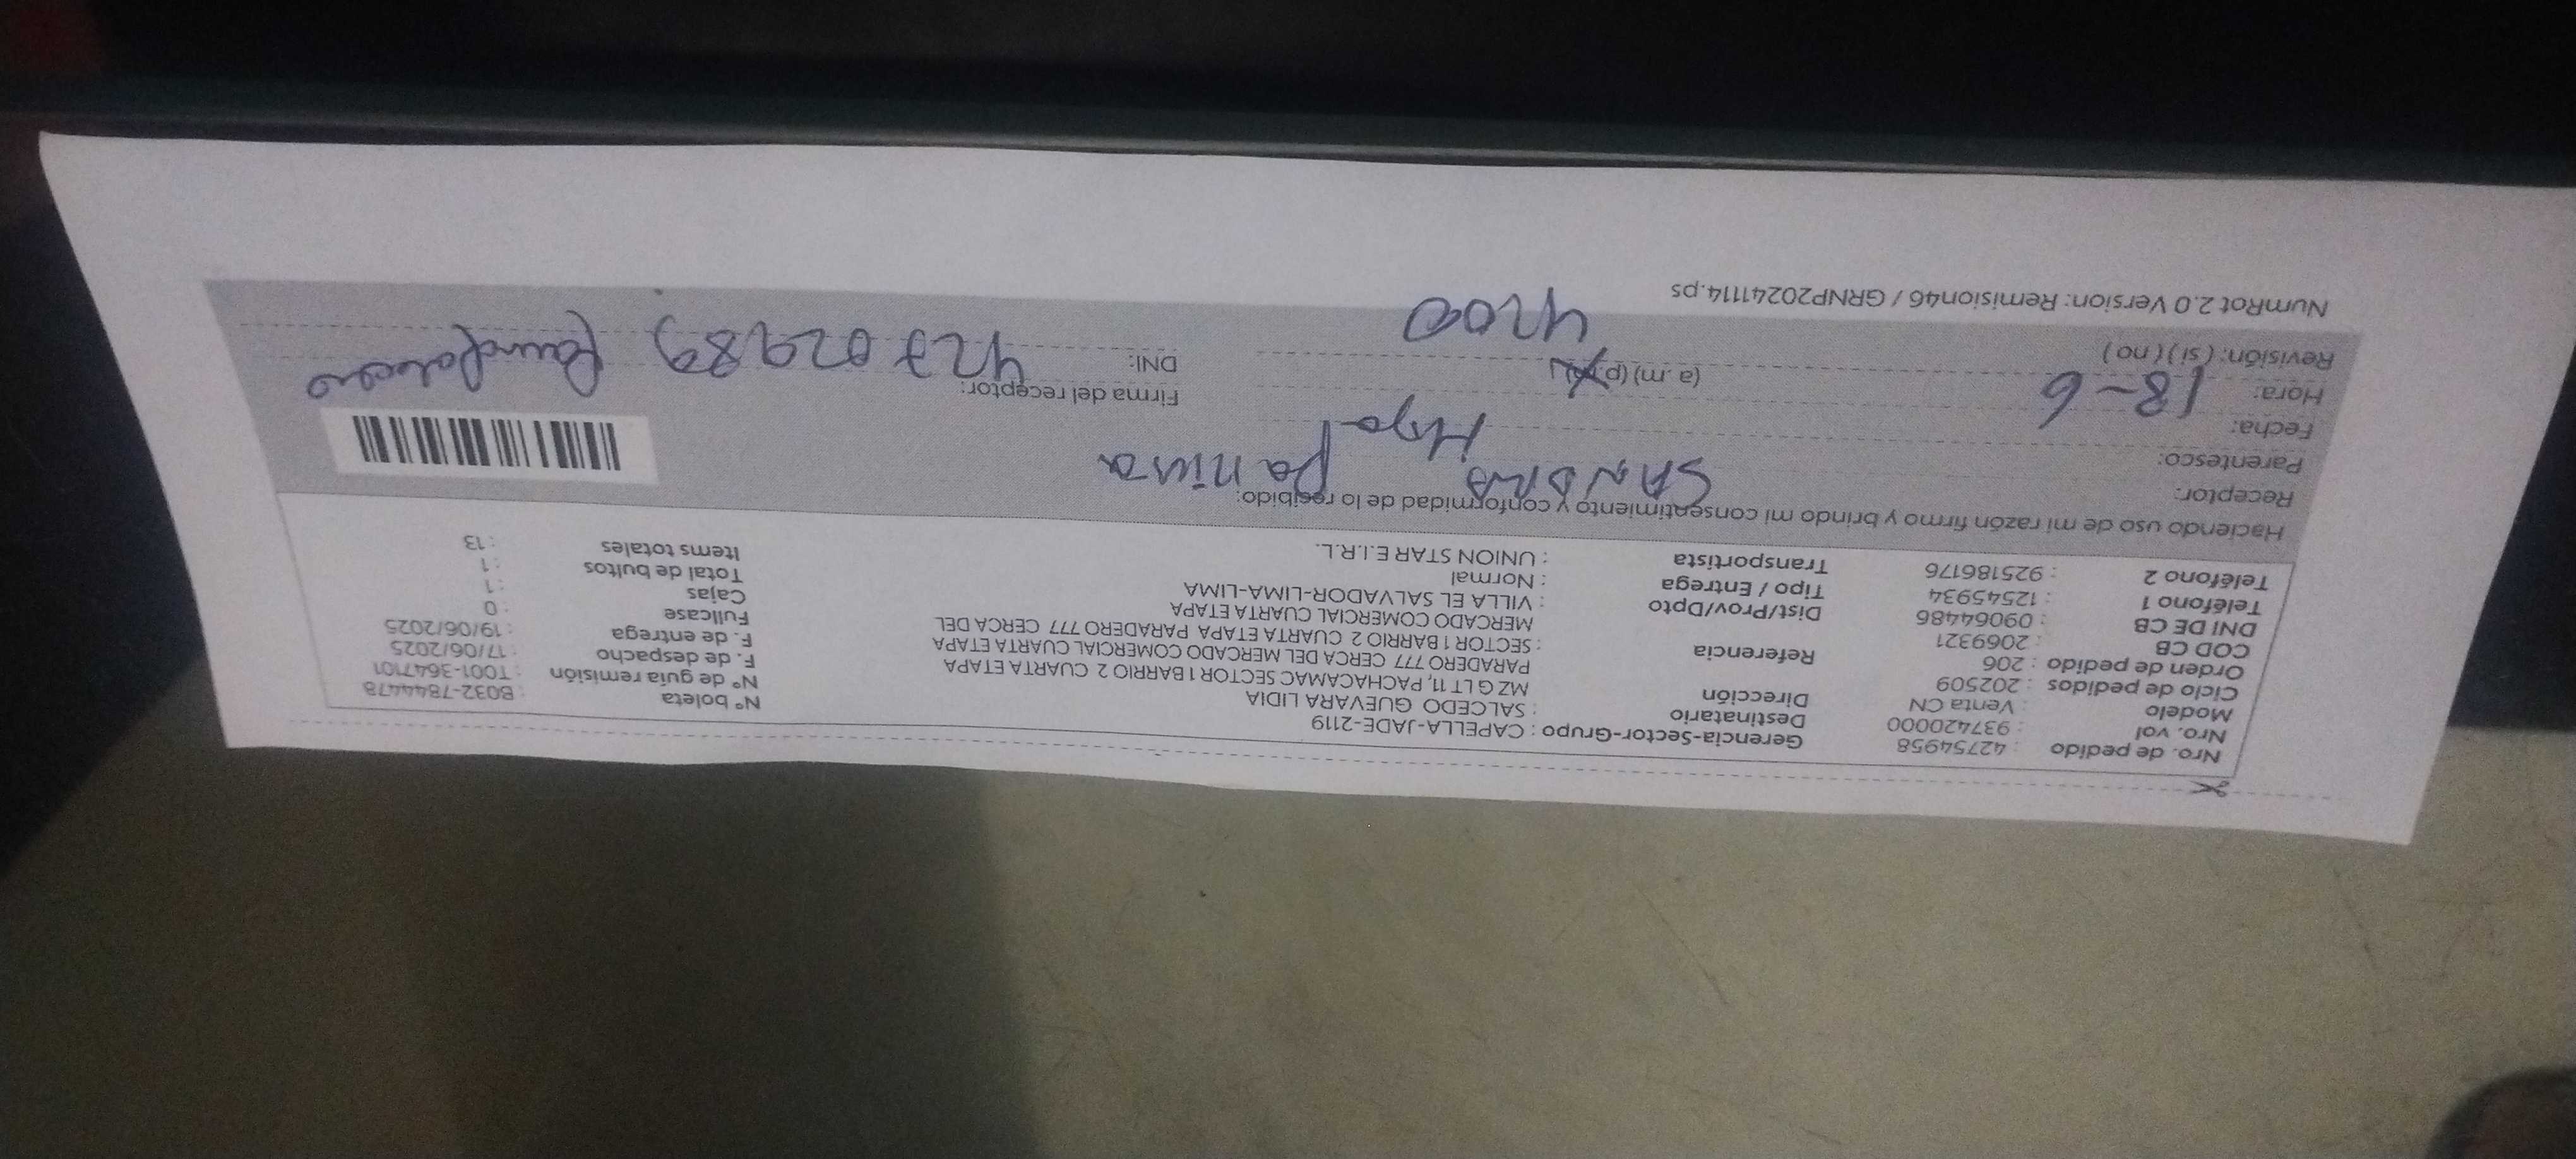 Nro. de pedido : 42754958
Nro. vol : 937420000
Modelo : Venta CN
Ciclo de pedidos : 202509
Orden de pedido : 206
COD CB : 2069321
DNI DE CB : 09064486
Teléfono 1 : 12545934
Teléfono 2 : 925186176
Gerencia-Sector-Grupo : CAPELLA-JADE-2119
Destinatario : SALCEDO GUEVARA LIDIA
Dirección MZ G LT 11, PACHACAMAC SECTOR 1 BARRIO 2 CUARTA ETAPA
PARADERO 777 CERCA DEL MERCADO COMERCIAL CUARTA ETAPA
Referencia : SECTOR 1 BARRIO 2 CUARTA ETAPA PARADERO 777 CERCA DEL
MERCADO COMERCIAL CUARTA ETAPA
Dist/Prov/Dpto : VILLA EL SALVADOR-LIMA-LIMA
Tipo / Entrega : Normal
Transportista : UNION STAR E.I.R.L.
N° boleta : B032-7844478
N° de guía remisión : T001-3647101
F. de despacho : 17/06/2025
F. de entrega : 19/06/2025
Fullcase : 0
Cajas : 1
Total de bultos : 1
Items totales : 13
Haciendo uso de mi razón firmo y brindo mi consentimiento y conformidad de lo recibido:
Receptor: SANDRA
Parentesco: Hija
Fecha: 18-6
Hora: (a.m) (p.m)
Revisión: ( si ) ( no )
4200
Firma del receptor:
DNI: 42702989
NumRot 2.0 Version: Remision46 / GRNP20241114.ps